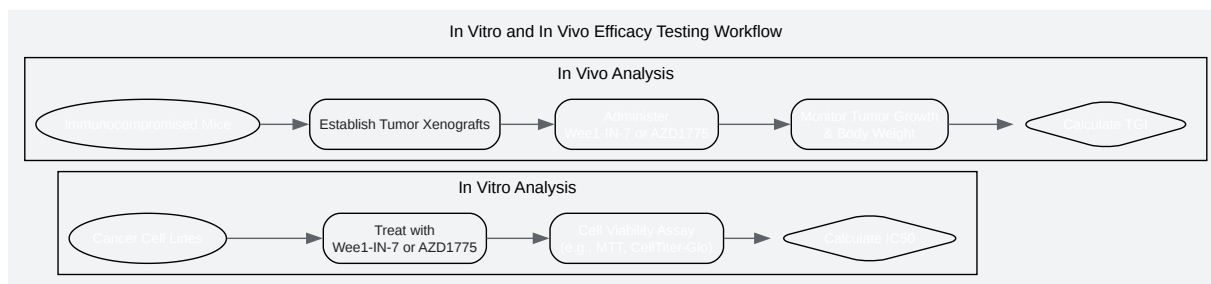 In Vitro and In Vivo Efficacy Testing Workflow
In Vivo Analysis
Immunocompromised Mice
Establish Tumor Xenografts
Administer
Wee1-IN-7 or AZD1775
Monitor Tumor Growth
& Body Weight
Calculate TGI
In Vitro Analysis
Cancer Cell Lines
Treat with
Wee1-IN-7 or AZD1775
Cell Viability Assay
(e.g., MTT, CellTiter-Glo)
Calculate IC50